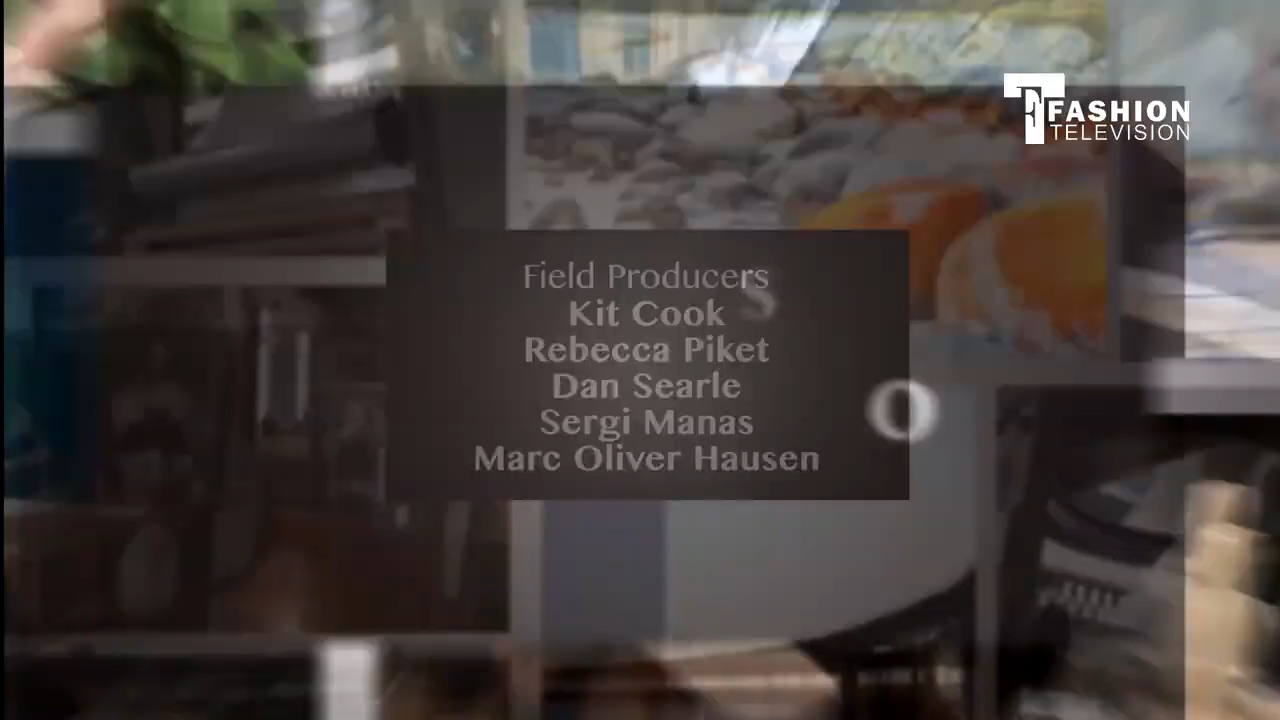 FASHION
TELEVISION
Field Producers
S
Kit Cook
Rebecca Piket
Dan Searle
O
Sergi Manas
Marc Oliver Hausen